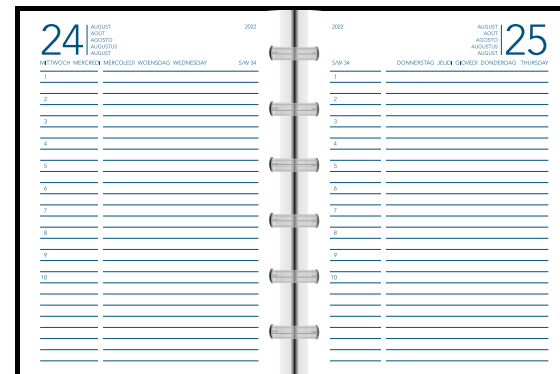 24
AUGUST
AOÛT
AGOSTO
AUGUSTUS
AUGUST
2022
MITTWOCH MERCREDI MERCOLEDÌ WOENSDAG WEDNESDAY S/W 34
1
2
3
4
5
6
7
8
9
10
2022
AUGUST
AOÛT
AGOSTO
AUGUSTUS
AUGUST
25
S/W 34 DONNERSTAG JEUDI GIOVEDÌ DONDERDAG THURSDAY
1
2
3
4
5
6
7
8
9
10